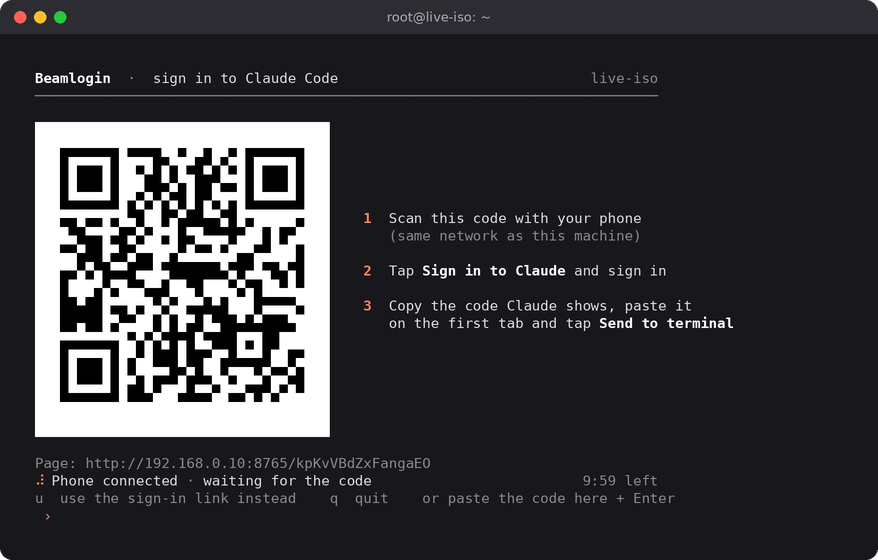 root@live-iso: ~
Beamlogin · sign in to Claude Code live-iso
1 Scan this code with your phone
(same network as this machine)
2 Tap Sign in to Claude and sign in
3 Copy the code Claude shows, paste it
on the first tab and tap Send to terminal
Page: http://192.168.0.10:8765/kpKvVBdZxFangaEO
Phone connected · waiting for the code 9:59 left
u use the sign-in link instead q quit or paste the code here + Enter
›